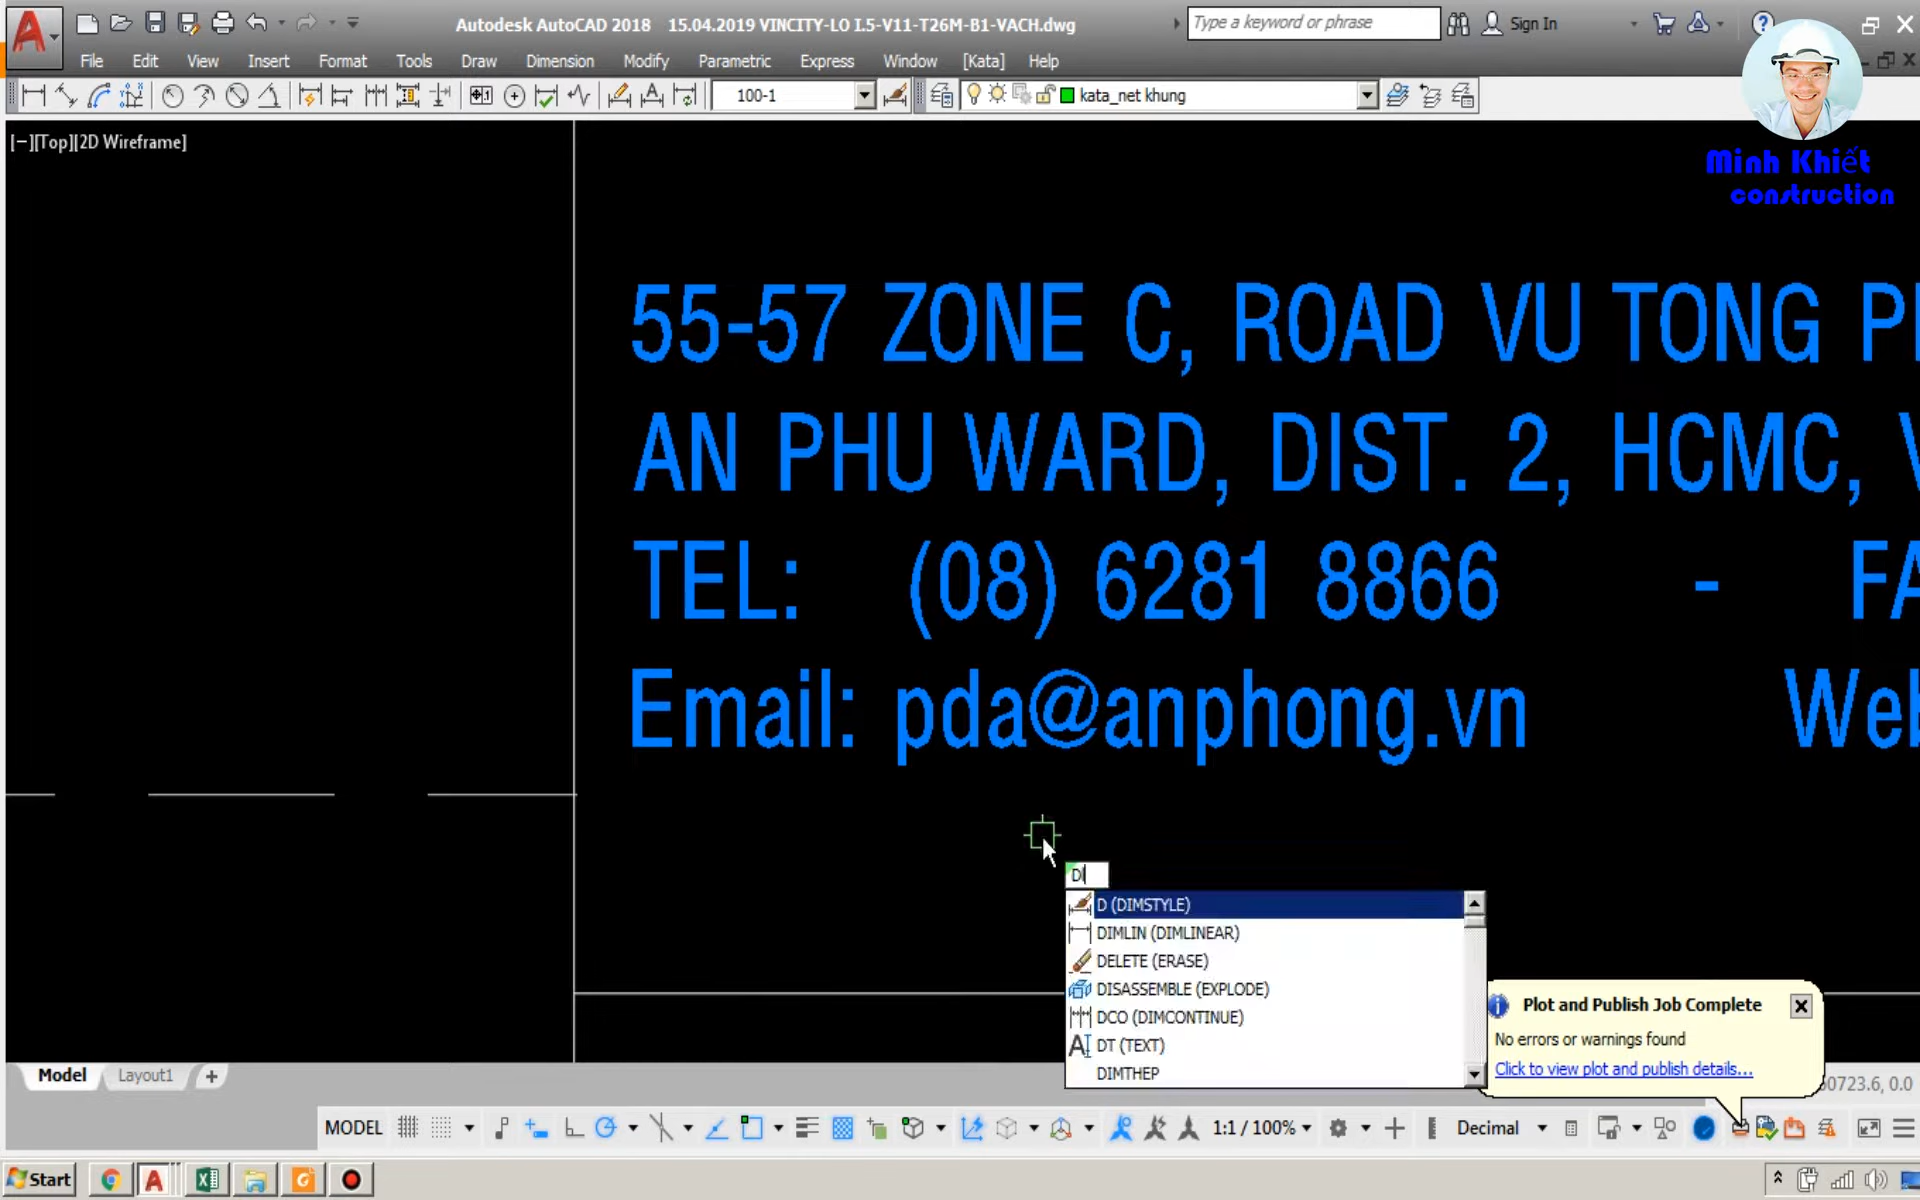 Autodesk AutoCAD 2018 15.04.2019 VINCITY-LO I.5-V11-T26M-B1-VACH.dwg
Type a keyword or phrase
Sign In
File Edit View Insert Format Tools Draw Dimension Modify Parametric Express Window [Kata] Help
100-1
kata_net khung
[−][Top][2D Wireframe]
Minh Khiết
construction
55-57 ZONE C, ROAD VU TONG
AN PHU WARD, DIST. 2, HCMC,
TEL: (08) 6281 8866 - FA
Email: pda@anphong.vn Web
D
D (DIMSTYLE)
DIMLIN (DIMLINEAR)
DELETE (ERASE)
DISASSEMBLE (EXPLODE)
DCO (DIMCONTINUE)
DT (TEXT)
DIMTHEP
Plot and Publish Job Complete
No errors or warnings found
Click to view plot and publish details...
Model Layout1 +
0723.6, 0.0
MODEL 1:1 / 100% Decimal
Start